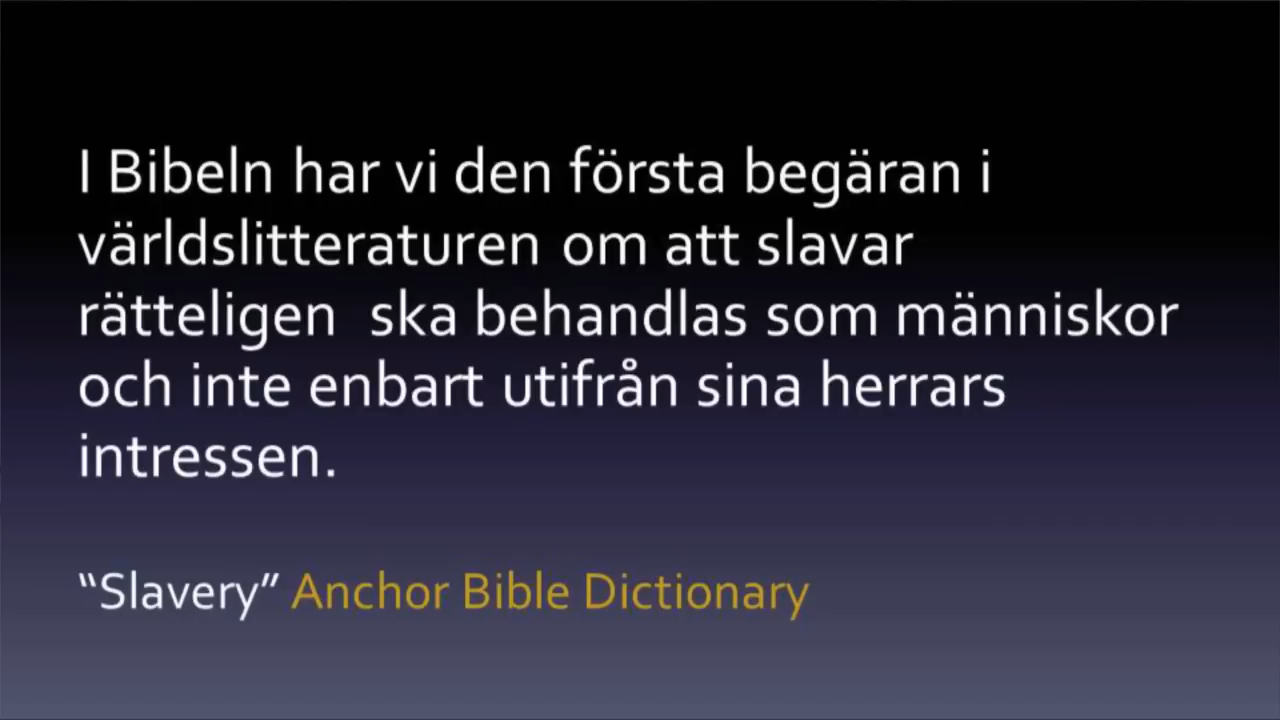 I Bibeln har vi den första begäran i
världslitteraturen om att slavar
rätteligen  ska behandlas som människor
och inte enbart utifrån sina herrars
intressen.
“Slavery” Anchor Bible Dictionary